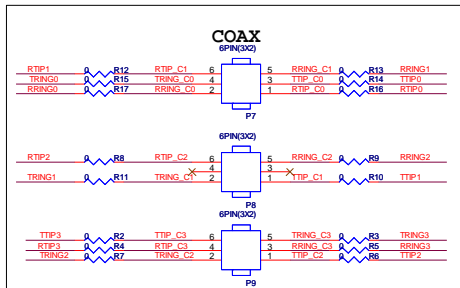 COAX
6PIN(3X2)
RTIP1 0 R12 RTIP_C1 6 5 RRING_C1 0 R13 RRING1
TRING0 0 R15 TRING_C0 4 3 TTIP_C0 0 R14 TTIP0
RRING0 0 R17 RRING_C0 2 1 RTIP_C0 0 R16 RTIP0
P7
6PIN(3X2)
RTIP2 0 R8 RTIP_C2 6 5 RRING_C2 0 R9 RRING2
4 3
TRING1 0 R11 TRING_C1 2 1 TTIP_C1 0 R10 TTIP1
P8
6PIN(3X2)
TTIP3 0 R2 TTIP_C3 6 5 TRING_C3 0 R3 TRING3
RTIP3 0 R4 RTIP_C3 4 3 RRING_C3 0 R5 RRING3
TRING2 0 R7 TRING_C2 2 1 TTIP_C2 0 R6 TTIP2
P9